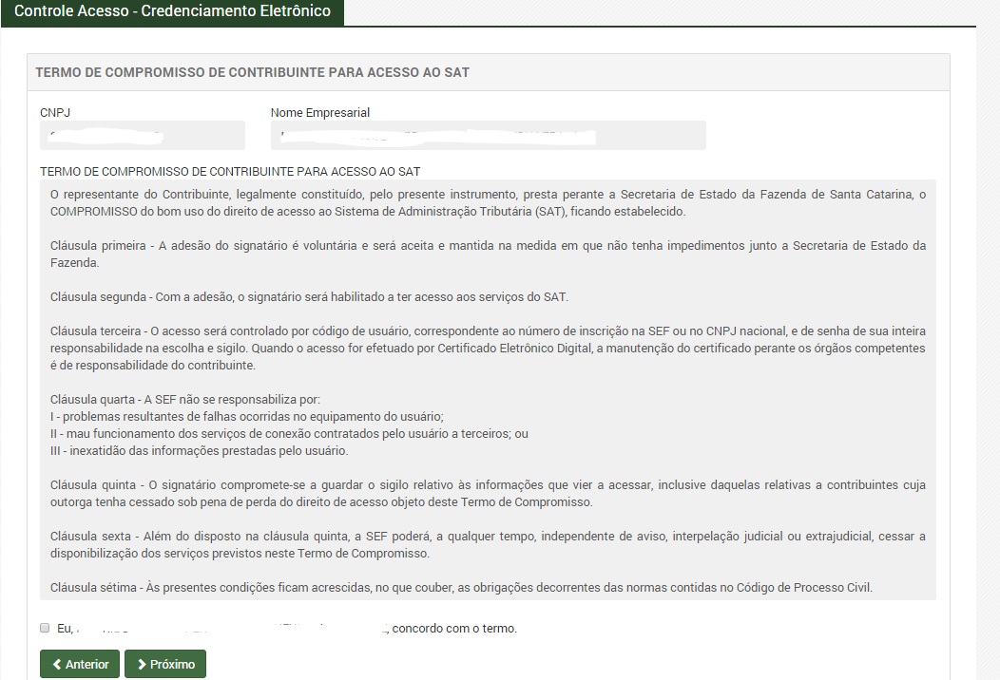 Controle Acesso - Credenciamento Eletrônico
TERMO DE COMPROMISSO DE CONTRIBUINTE PARA ACESSO AO SAT
CNPJ
Nome Empresarial
TERMO DE COMPROMISSO DE CONTRIBUINTE PARA ACESSO AO SAT
O representante do Contribuinte, legalmente constituído, pelo presente instrumento, presta perante a Secretaria de Estado da Fazenda de Santa Catarina, o
COMPROMISSO do bom uso do direito de acesso ao Sistema de Administração Tributária (SAT), ficando estabelecido.
Cláusula primeira - A adesão do signatário é voluntária e será aceita e mantida na medida em que não tenha impedimentos junto a Secretaria de Estado da
Fazenda.
Cláusula segunda - Com a adesão, o signatário será habilitado a ter acesso aos serviços do SAT.
Cláusula terceira - O acesso será controlado por código de usuário, correspondente ao número de inscrição na SEF ou no CNPJ nacional, e de senha de sua inteira
responsabilidade na escolha e sigilo. Quando o acesso for efetuado por Certificado Eletrônico Digital, a manutenção do certificado perante os órgãos competentes
é de responsabilidade do contribuinte.
Cláusula quarta - A SEF não se responsabiliza por:
I - problemas resultantes de falhas ocorridas no equipamento do usuário;
II - mau funcionamento dos serviços de conexão contratados pelo usuário a terceiros; ou
III - inexatidão das informações prestadas pelo usuário.
Cláusula quinta - O signatário compromete-se a guardar o sigilo relativo às informações que vier a acessar, inclusive daquelas relativas a contribuintes cuja
outorga tenha cessado sob pena de perda do direito de acesso objeto deste Termo de Compromisso.
Cláusula sexta - Além do disposto na cláusula quinta, a SEF poderá, a qualquer tempo, independente de aviso, interpelação judicial ou extrajudicial, cessar a
disponibilização dos serviços previstos neste Termo de Compromisso.
Cláusula sétima - Às presentes condições ficam acrescidas, no que couber, as obrigações decorrentes das normas contidas no Código de Processo Civil.
Eu, , concordo com o termo.
Anterior Próximo